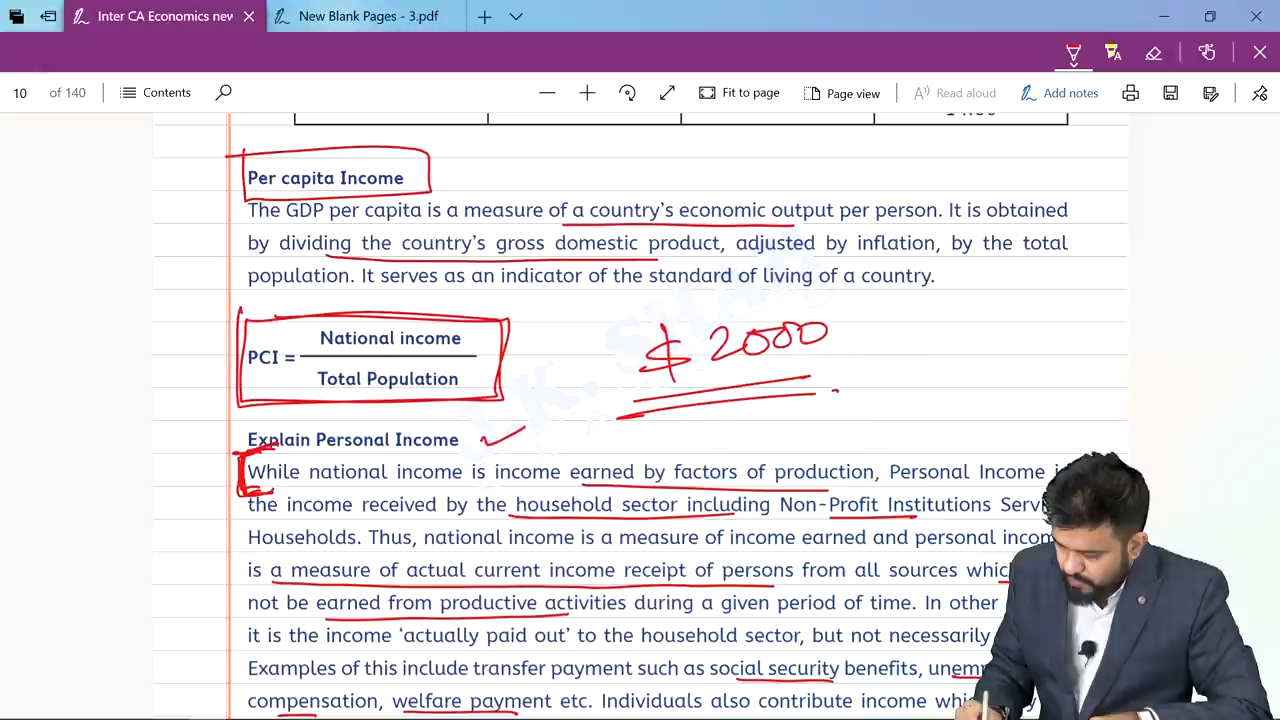 Inter CA Economics new
New Blank Pages - 3.pdf
10 of 140
Contents
Fit to page
Page view
Read aloud
Add notes
Per capita Income
The GDP per capita is a measure of a country's economic output per person. It is obtained
by dividing the country's gross domestic product, adjusted by inflation, by the total
population. It serves as an indicator of the standard of living of a country.
PCI = National income
Total Population
$ 2000
Explain Personal Income
While national income is income earned by factors of production, Personal Income
the income received by the household sector including Non-Profit Institutions
Households. Thus, national income is a measure of income earned and personal
is a measure of actual current income receipt of persons from all sources
not be earned from productive activities during a given period of time. In other
it is the income 'actually paid out' to the household sector, but not necessarily
Examples of this include transfer payment such as social security benefits,
compensation, welfare payment etc. Individuals also contribute income